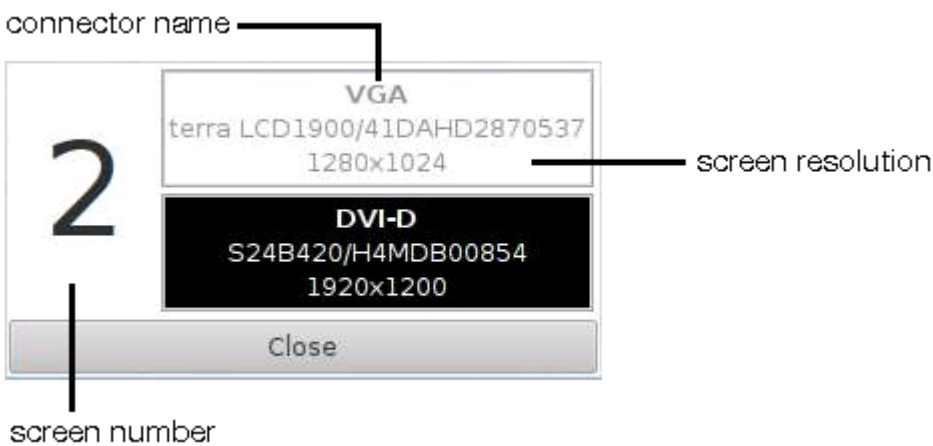 connector name
VGA
terra LCD1900/41DAHD2870537
1280x1024
screen resolution
2
DVI-D
S24B420/H4MDB00854
1920x1200
Close
screen number